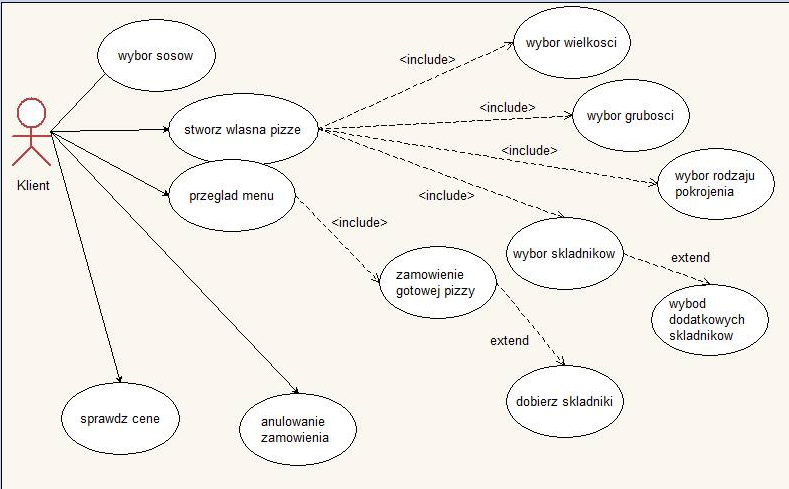 wybor sosow
wybor wielkosci
<include>
<include>
wybor grubosci
stworz wlasna pizze
<include>
wybor rodzaju
pokrojenia
Klient
przeglad menu
<include>
<include>
wybor skladnikow
extend
zamowienie
gotowej pizzy
wybod
dodatkowych
skladnikow
extend
dobierz skladniki
sprawdz cene
anulowanie
zamowienia